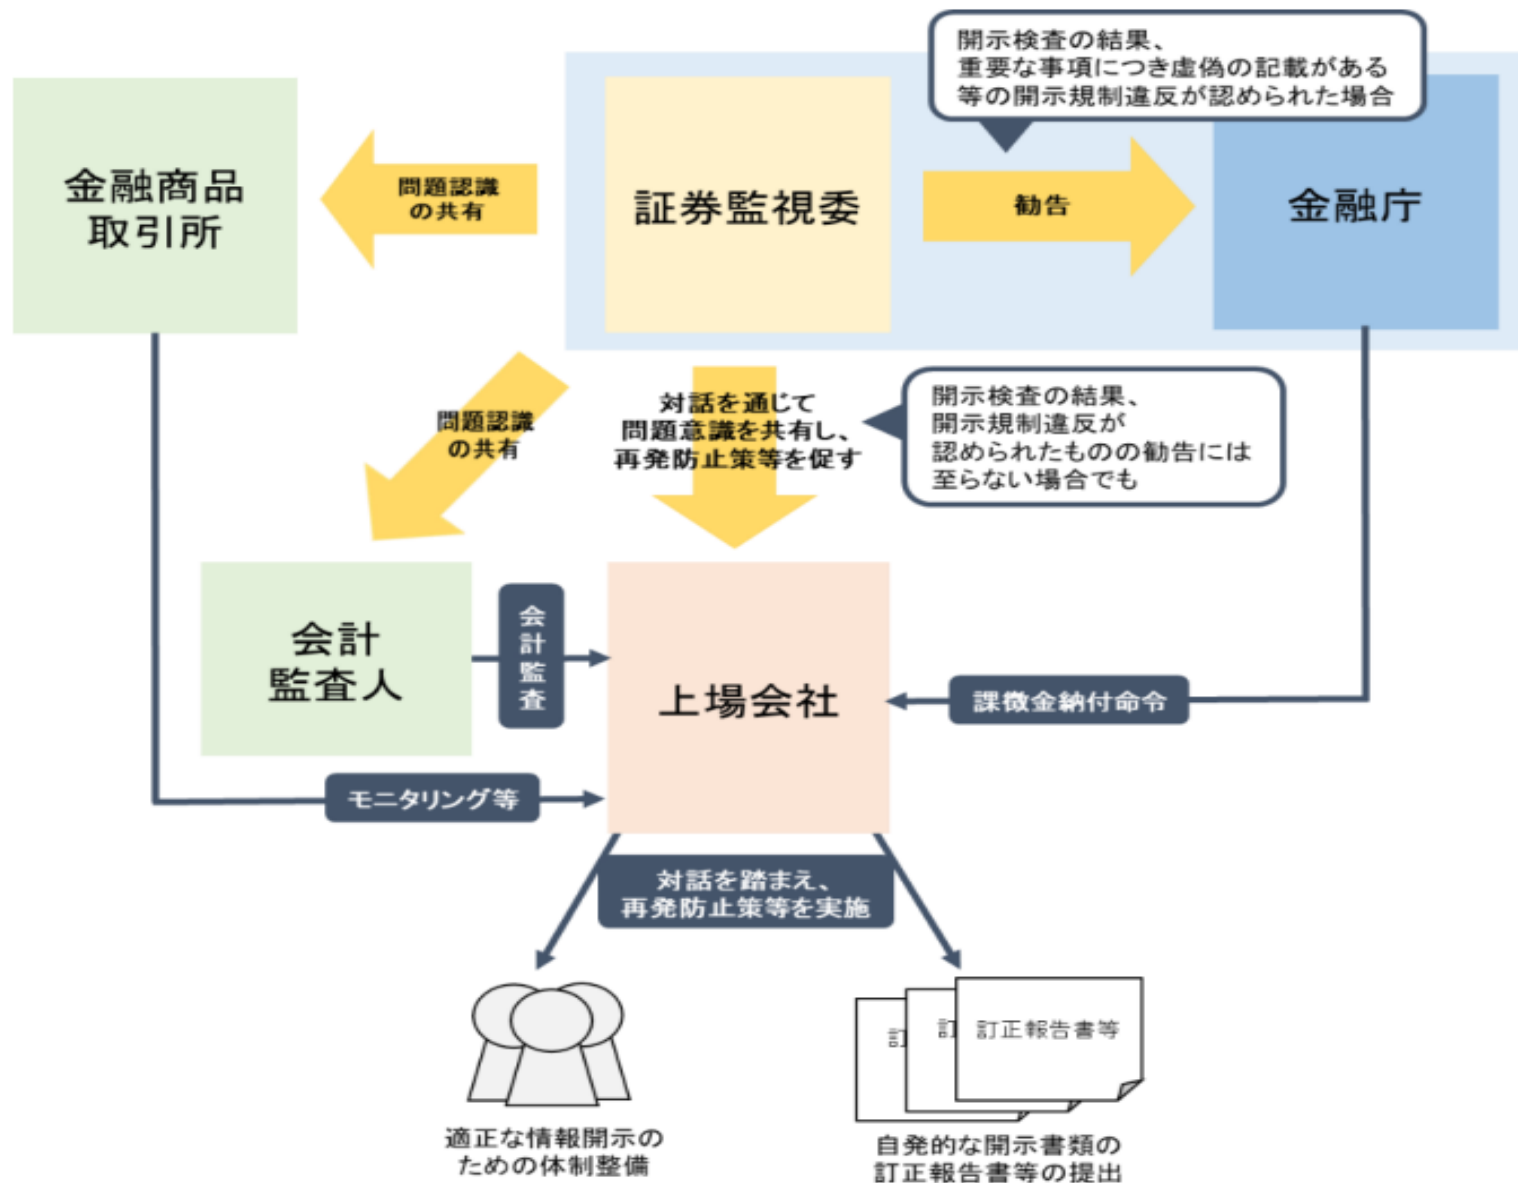 開示検査の結果、
重要な事項につき虚偽の記載がある
等の開示規制違反が認められた場合
金融商品
取引所
問題認識
の共有
証券監視委
勧告
金融庁
問題認識
の共有
対話を通じて
問題意識を共有し、
再発防止策等を促す
開示検査の結果、
開示規制違反が
認められたものの勧告には
至らない場合でも
会計
監査人
会計監査
上場会社
課徴金納付命令
モニタリング等
対話を踏まえ、
再発防止策等を実施
訂
訂
訂正報告書等
適正な情報開示の
ための体制整備
自発的な開示書類の
訂正報告書等の提出